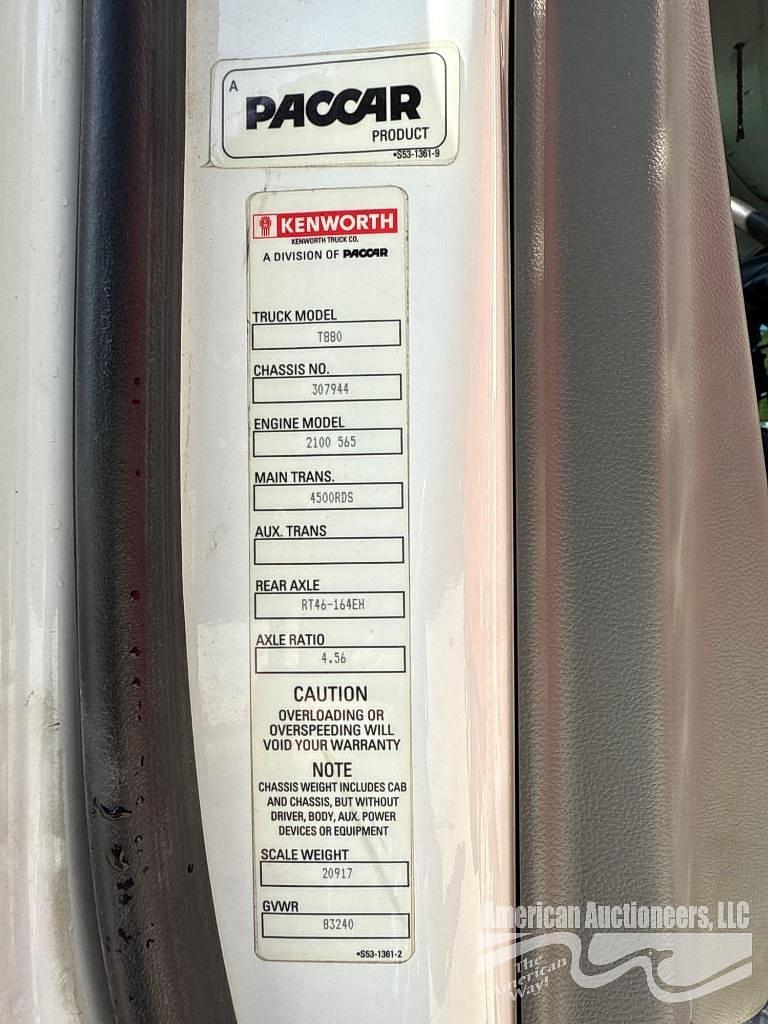 A
PACCAR
PRODUCT
•S53-1361-9
KENWORTH
KENWORTH TRUCK CO.
A DIVISION OF PACCAR
TRUCK MODEL
T880
CHASSIS NO.
307944
ENGINE MODEL
2100 565
MAIN TRANS.
4500RDS
AUX. TRANS
REAR AXLE
RT46-164EH
AXLE RATIO
4.56
CAUTION
OVERLOADING OR
OVERSPEEDING WILL
VOID YOUR WARRANTY
NOTE
CHASSIS WEIGHT INCLUDES CAB
AND CHASSIS, BUT WITHOUT
DRIVER, BODY, AUX. POWER
DEVICES OR EQUIPMENT
SCALE WEIGHT
20917
GVWR
83240
•S53-1361-2
American Auctioneers, LLC
The
American
Way!